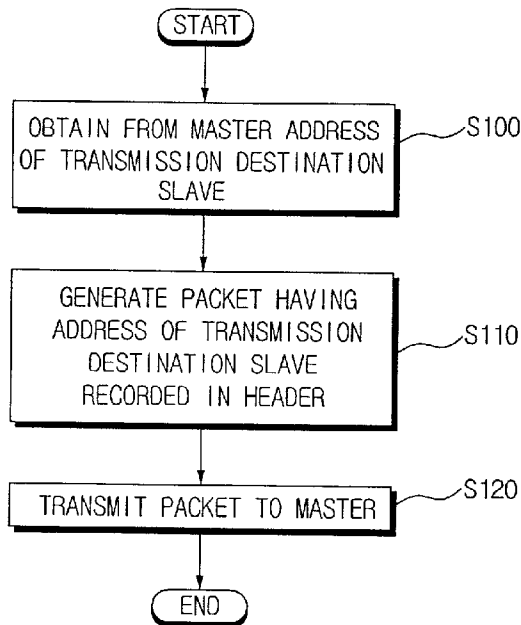 START
OBTAIN FROM MASTER ADDRESS
OF TRANSMISSION DESTINATION
SLAVE
S100
GENERATE PACKET HAVING
ADDRESS OF TRANSMISSION
DESTINATION SLAVE
RECORDED IN HEADER
S110
TRANSMIT PACKET TO MASTER
S120
END